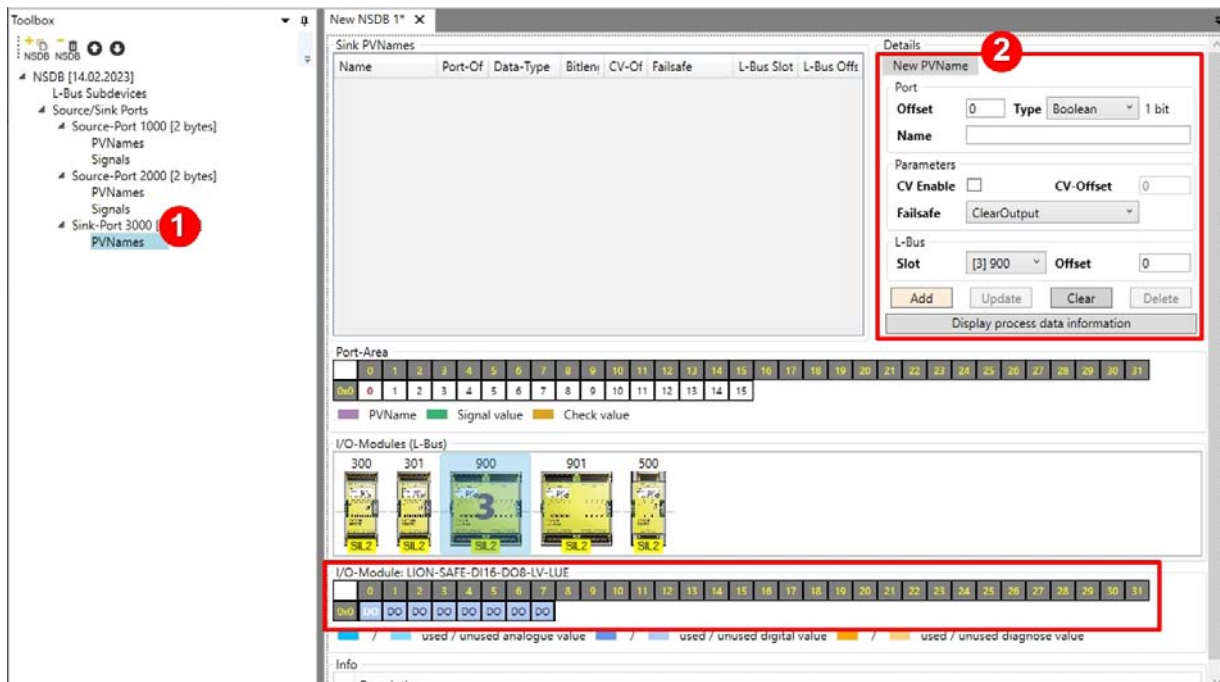 Toolbox
NSDB NSDB
NSDB [14.02.2023]
L-Bus Subdevices
Source/Sink Ports
Source-Port 1000 [2 bytes]
PVNames
Signals
Source-Port 2000 [2 bytes]
PVNames
Signals
Sink-Port 3000 [
1
PVNames
New NSDB 1*
Sink PVNames
Name Port-Of Data-Type Bitlen CV-Of Failsafe L-Bus Slot L-Bus Offs
Details
2
New PVName
Port
Offset 0 Type Boolean 1 bit
Name
Parameters
CV Enable CV-Offset 0
Failsafe ClearOutput
L-Bus
Slot [3] 900 Offset 0
Add Update Clear Delete
Display process data information
Port-Area
0 1 2 3 4 5 6 7 8 9 10 11 12 13 14 15 16 17 18 19 20 21 22 23 24 25 26 27 28 29 30 31
0x0 0 1 2 3 4 5 6 7 8 9 10 11 12 13 14 15
PVName Signal value Check value
I/O-Modules (L-Bus)
300 301 900 901 500
3
SIL2 SIL2 SIL2 SIL2 SIL2
I/O-Module: LION-SAFE-DI16-DO8-LV-LUE
0 1 2 3 4 5 6 7 8 9 10 11 12 13 14 15 16 17 18 19 20 21 22 23 24 25 26 27 28 29 30 31
0x0 DO DO DO DO DO DO DO DO
/ used / unused analogue value / used / unused digital value / used / unused diagnose value
Info